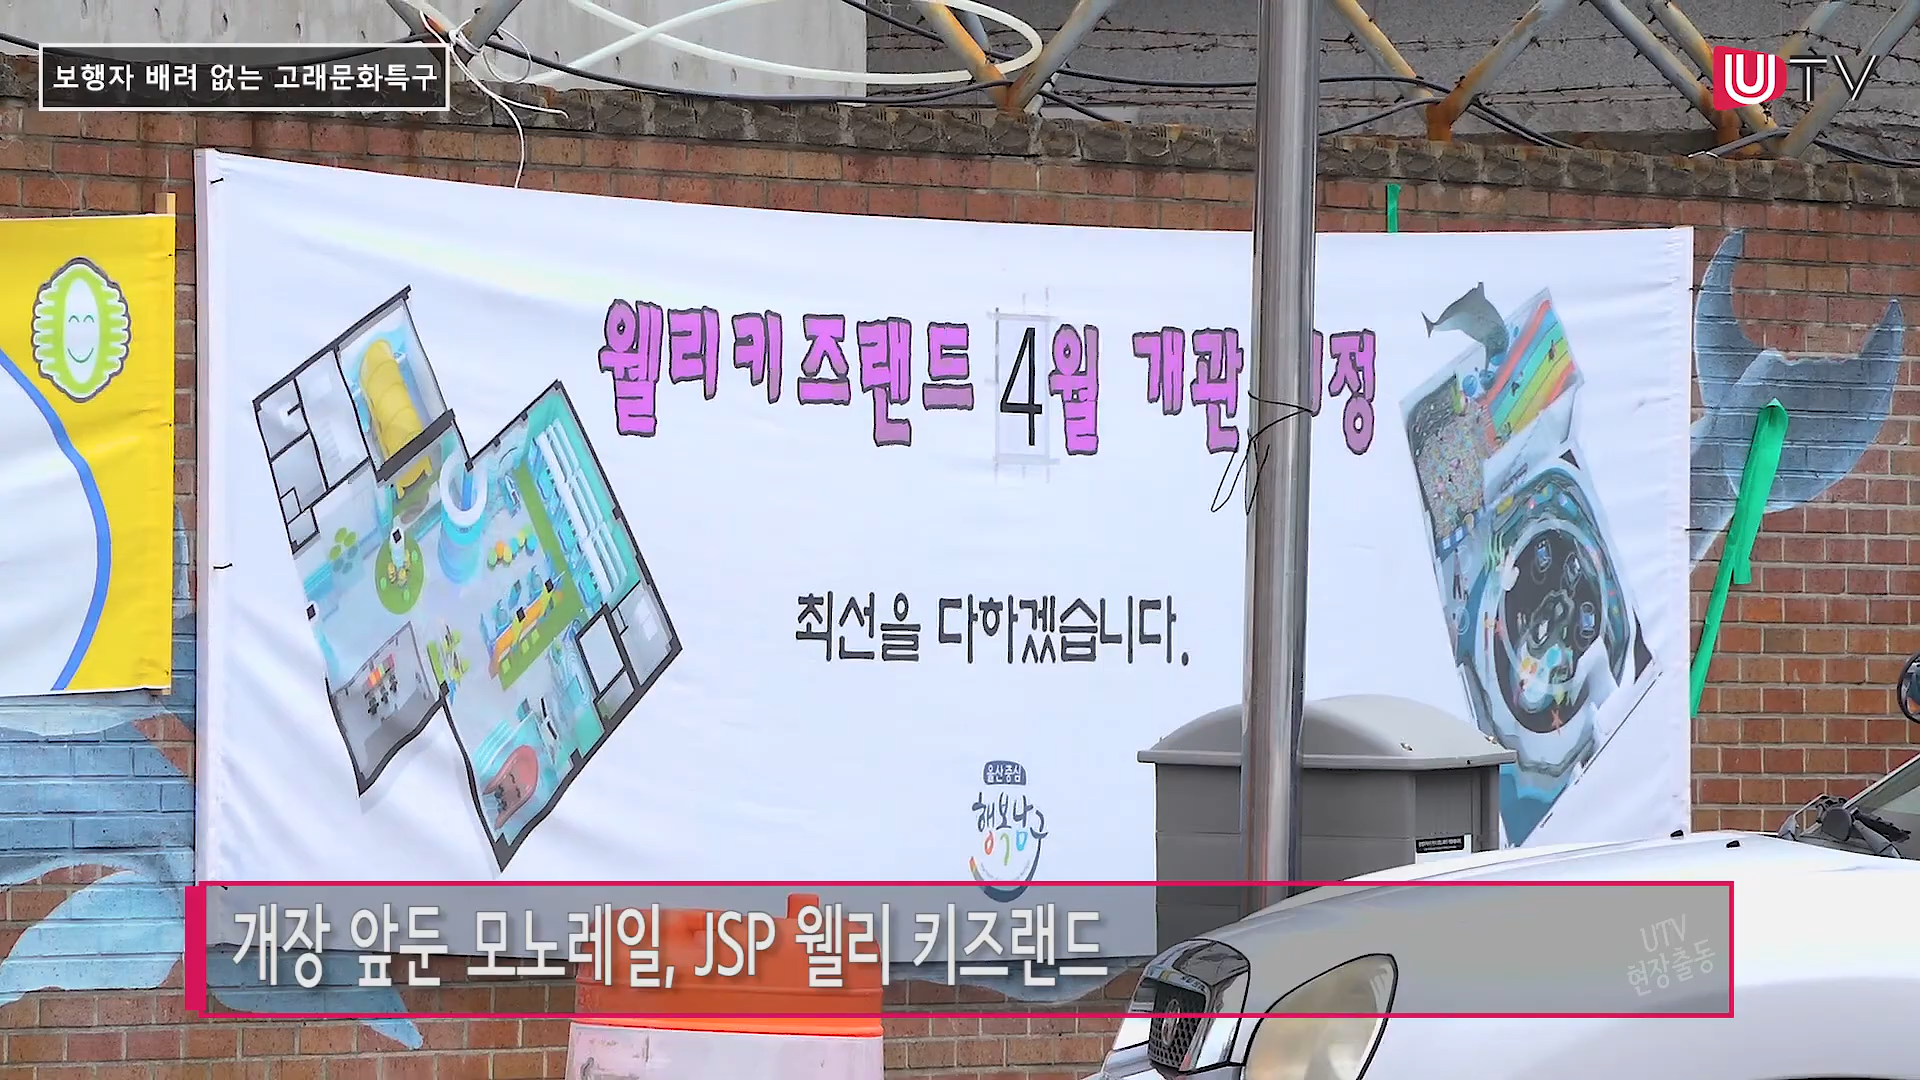 보행자 배려 없는 고래문화특구
UTV
웰리키즈랜드 4월 개관 정
최선을 다하겠습니다.
울산중심
행복남구
개장 앞둔 모노레일, JSP 웰리 키즈랜드
UTV
현장출동